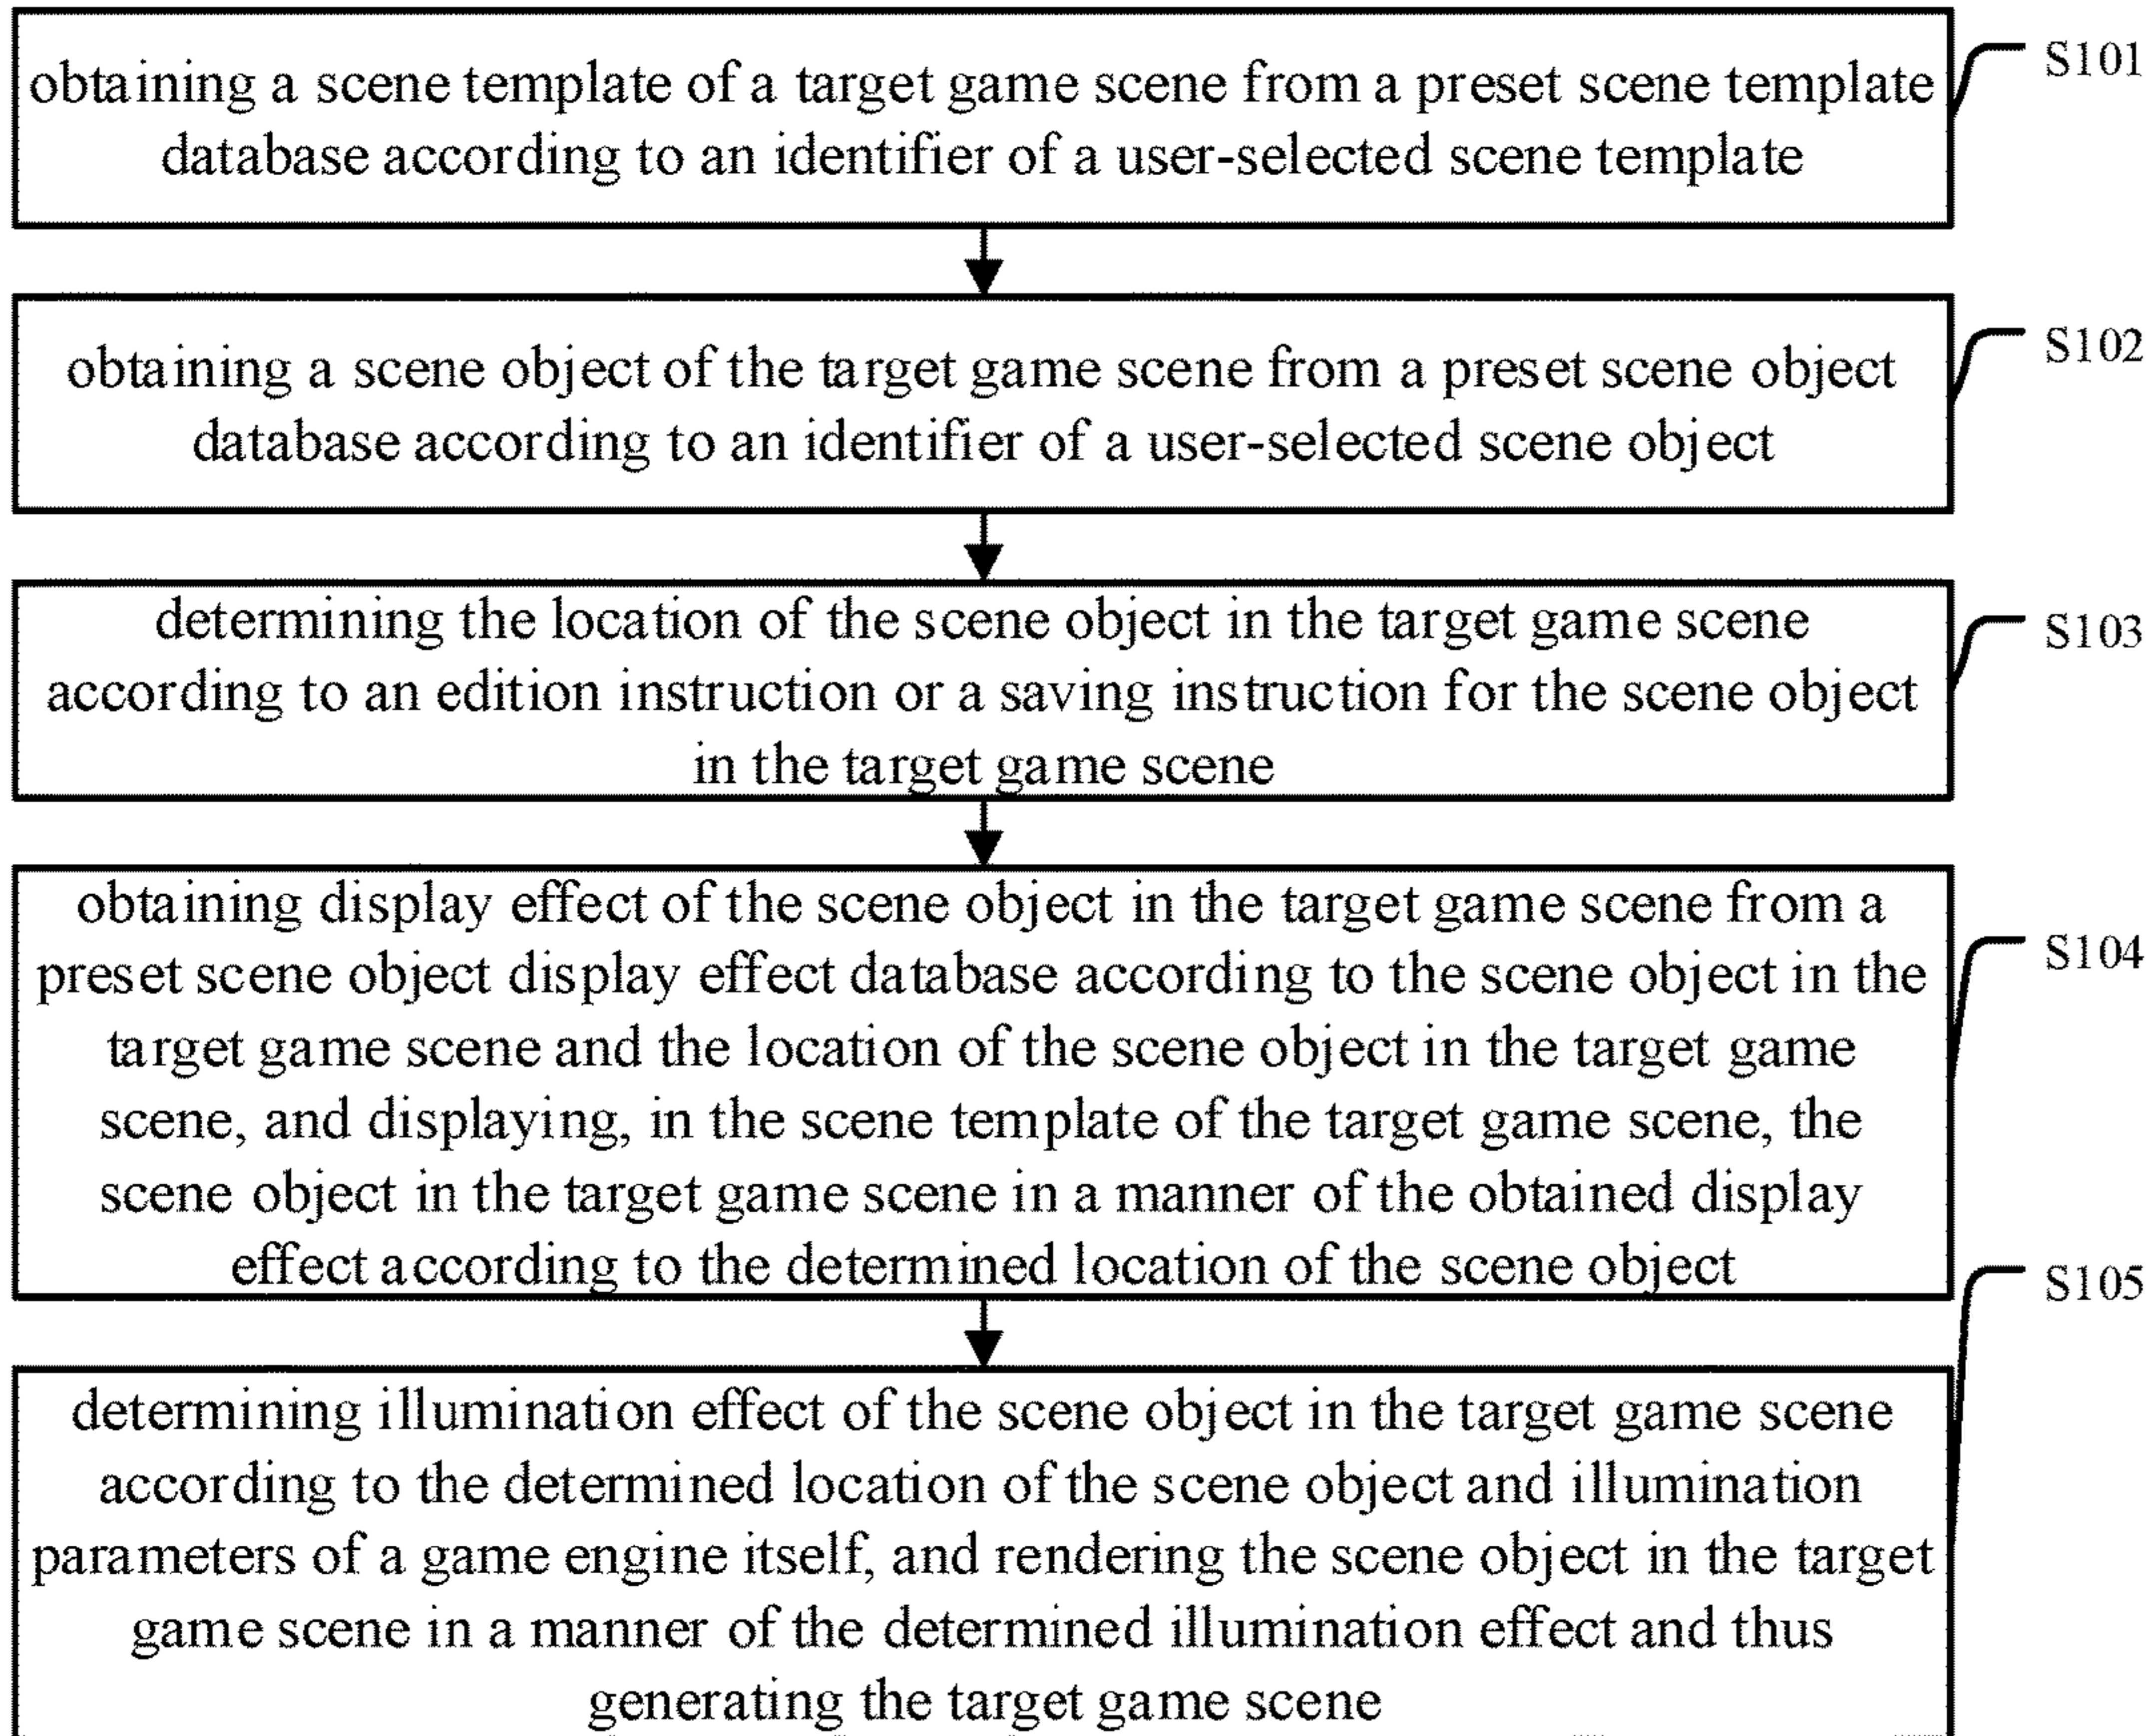 obtaining a scene template of a target game scene from a preset scene template
database according to an identifier of a user-selected scene template
S101
obtaining a scene object of the target game scene from a preset scene object
database according to an identifier of a user-selected scene object
S102
determining the location of the scene object in the target game scene
according to an edition instruction or a saving instruction for the scene object
in the target game scene
S103
obtaining display effect of the scene object in the target game scene from a
preset scene object display effect database according to the scene object in the
target game scene and the location of the scene object in the target game
scene, and displaying, in the scene template of the target game scene, the
scene object in the target game scene in a manner of the obtained display
effect according to the determined location of the scene object
S104
determining illumination effect of the scene object in the target game scene
according to the determined location of the scene object and illumination
parameters of a game engine itself, and rendering the scene object in the target
game scene in a manner of the determined illumination effect and thus
generating the target game scene
S105